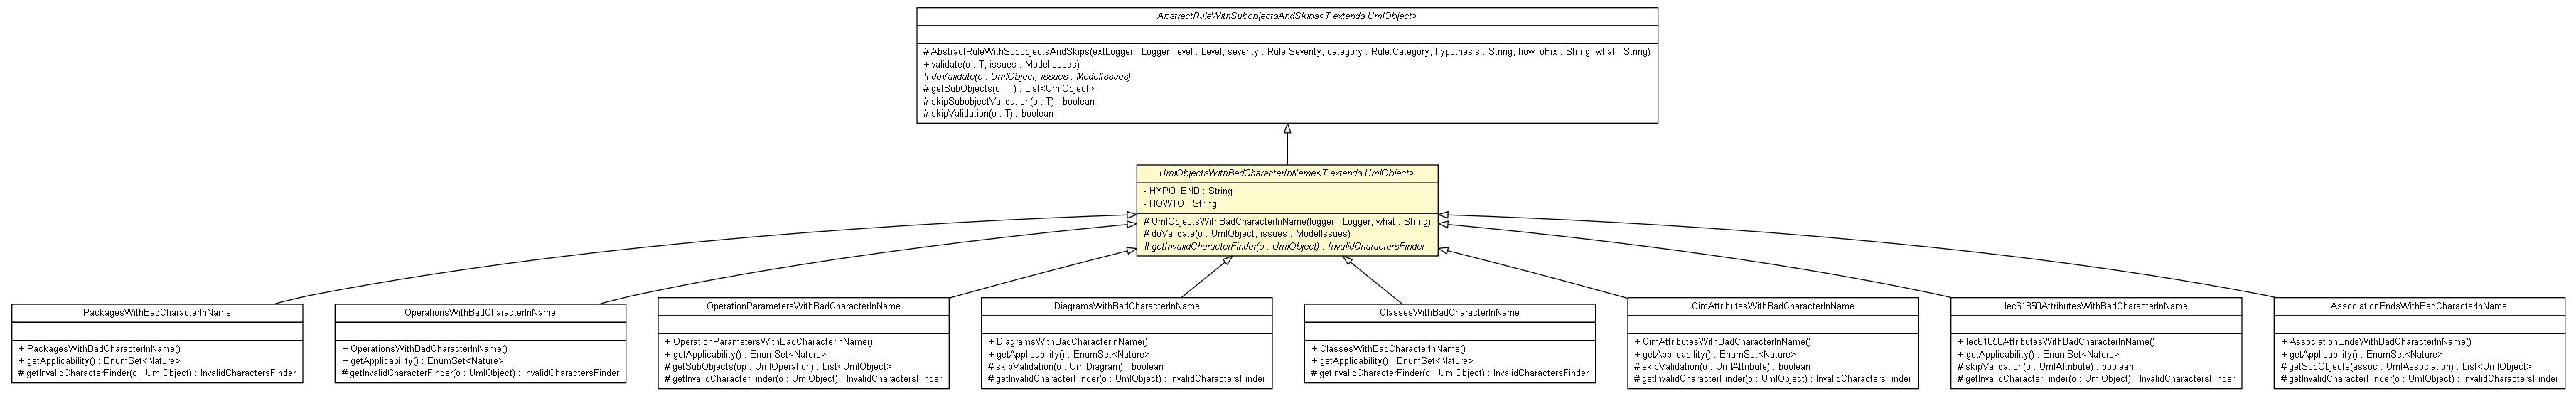 AbstractRuleWithSubobjectsAndSkips<T extends UmlObject>
# AbstractRuleWithSubobjectsAndSkips(extLogger : Logger, level : Level, severity : Rule.Severity, category : Rule.Category, hypothesis : String, howToFix : String, what : String)
+ validate(o : T, issues : ModelIssues)
# doValidate(o : UmlObject, issues : ModelIssues)
# getSubObjects(o : T) : List<UmlObject>
# skipSubobjectValidation(o : T) : boolean
# skipValidation(o : T) : boolean
UmlObjectsWithBadCharacterInName<T extends UmlObject>
- HYPO_END : String
- HOWTO : String
# UmlObjectsWithBadCharacterInName(logger : Logger, what : String)
# doValidate(o : UmlObject, issues : ModelIssues)
# getInvalidCharacterFinder(o : UmlObject) : InvalidCharactersFinder
PackagesWithBadCharacterInName
+ PackagesWithBadCharacterInName()
+ getApplicability() : EnumSet<Nature>
# getInvalidCharacterFinder(o : UmlObject) : InvalidCharactersFinder
OperationsWithBadCharacterInName
+ OperationsWithBadCharacterInName()
+ getApplicability() : EnumSet<Nature>
# getInvalidCharacterFinder(o : UmlObject) : InvalidCharactersFinder
OperationParametersWithBadCharacterInName
+ OperationParametersWithBadCharacterInName()
+ getApplicability() : EnumSet<Nature>
# getSubObjects(op : UmlOperation) : List<UmlObject>
# getInvalidCharacterFinder(o : UmlObject) : InvalidCharactersFinder
DiagramsWithBadCharacterInName
+ DiagramsWithBadCharacterInName()
+ getApplicability() : EnumSet<Nature>
# skipValidation(o : UmlDiagram) : boolean
# getInvalidCharacterFinder(o : UmlObject) : InvalidCharactersFinder
ClassesWithBadCharacterInName
+ ClassesWithBadCharacterInName()
+ getApplicability() : EnumSet<Nature>
# getInvalidCharacterFinder(o : UmlObject) : InvalidCharactersFinder
CimAttributesWithBadCharacterInName
+ CimAttributesWithBadCharacterInName()
+ getApplicability() : EnumSet<Nature>
# skipValidation(o : UmlAttribute) : boolean
# getInvalidCharacterFinder(o : UmlObject) : InvalidCharactersFinder
Iec61850AttributesWithBadCharacterInName
+ Iec61850AttributesWithBadCharacterInName()
+ getApplicability() : EnumSet<Nature>
# skipValidation(o : UmlAttribute) : boolean
# getInvalidCharacterFinder(o : UmlObject) : InvalidCharactersFinder
AssociationEndsWithBadCharacterInName
+ AssociationEndsWithBadCharacterInName()
+ getApplicability() : EnumSet<Nature>
# getSubObjects(assoc : UmlAssociation) : List<UmlObject>
# getInvalidCharacterFinder(o : UmlObject) : InvalidCharactersFinder